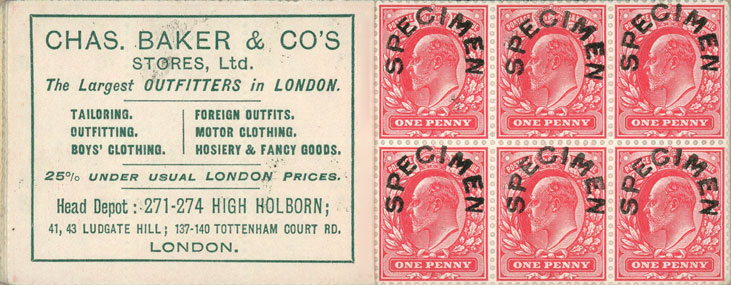 CHAS. BAKER & CO'S
STORES, Ltd.
The Largest OUTFITTERS in LONDON.
TAILORING.
OUTFITTING.
BOYS' CLOTHING.
FOREIGN OUTFITS.
MOTOR CLOTHING.
HOSIERY & FANCY GOODS.
25% UNDER USUAL LONDON PRICES.
Head Depot: 271-274 HIGH HOLBORN;
41, 43 LUDGATE HILL; 137-140 TOTTENHAM COURT RD.
LONDON.
SPECIMEN SPECIMEN SPECIMEN
ONE PENNY ONE PENNY ONE PENNY
SPECIMEN SPECIMEN SPECIMEN
ONE PENNY ONE PENNY ONE PENNY